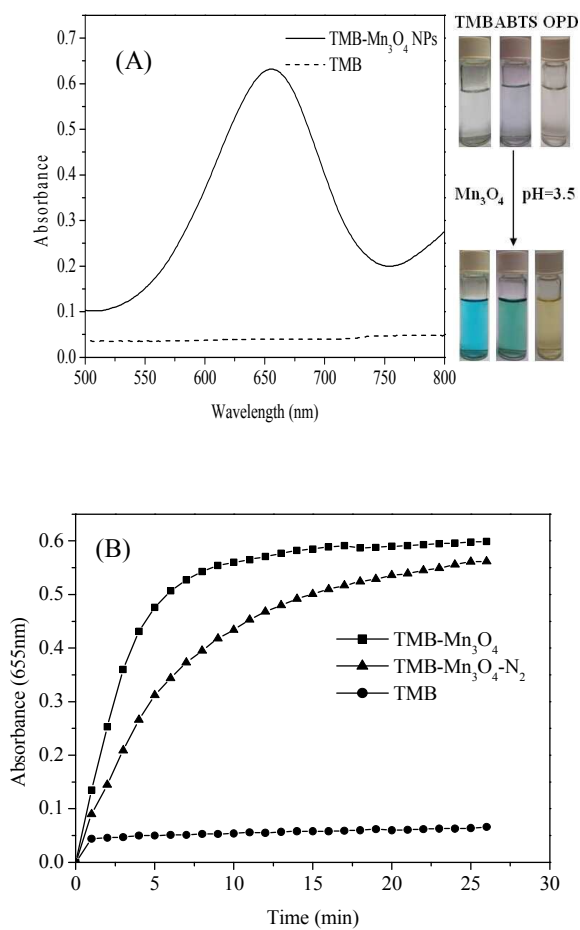 (A)
TMB-Mn₃O₄ NPs
TMB
0.7
0.6
0.5
0.4
0.3
0.2
0.1
0.0
Absorbance
500 550 600 650 700 750 800
Wavelength (nm)
TMB ABTS OPD
Mn₃O₄ pH=3.5
(B)
0.6
0.5
0.4
0.3
0.2
0.1
0.0
Absorbance (655nm)
TMB-Mn₃O₄
TMB-Mn₃O₄-N₂
TMB
0 5 10 15 20 25 30
Time (min)